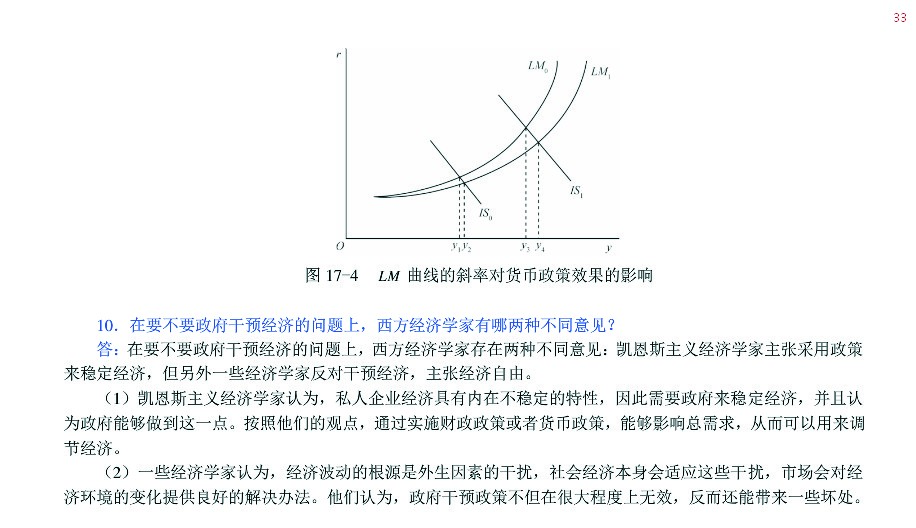 33
r
LM₀
LM₁
IS₁
IS₀
O
y₁ y₂
y₃ y₄
y
图 17-4 LM 曲线的斜率对货币政策效果的影响
10．在要不要政府干预经济的问题上，西方经济学家有哪两种不同意见？
答：在要不要政府干预经济的问题上，西方经济学家存在两种不同意见：凯恩斯主义经济学家主张采用政策
来稳定经济，但另外一些经济学家反对干预经济，主张经济自由。
（1）凯恩斯主义经济学家认为，私人企业经济具有内在不稳定的特性，因此需要政府来稳定经济，并且认
为政府能够做到这一点。按照他们的观点，通过实施财政政策或者货币政策，能够影响总需求，从而可以用来调
节经济。
（2）一些经济学家认为，经济波动的根源是外生因素的干扰，社会经济本身会适应这些干扰，市场会对经
济环境的变化提供良好的解决办法。他们认为，政府干预政策不但在很大程度上无效，反而还能带来一些坏处。